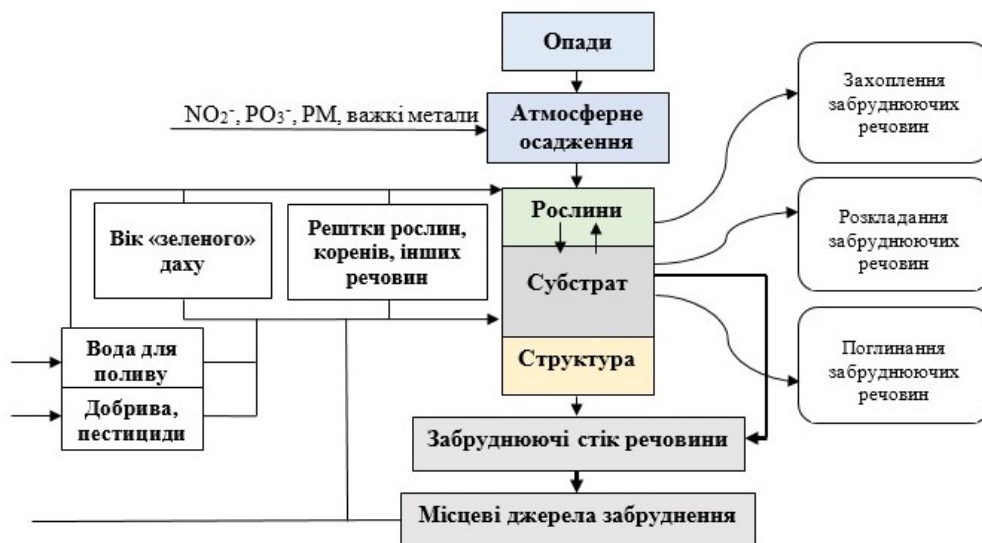 Опади
Атмосферне
осадження
NO₂⁻, PO₃⁻, PM, важкі метали
Захоплення
забруднюючих
речовин
Рослини
Вік «зеленого»
даху
Рештки рослин,
коренів, інших
речовин
Розкладання
забруднюючих
речовин
Субстрат
Вода для
поливу
Структура
Поглинання
забруднюючих
речовин
Добрива,
пестициди
Забруднюючі стік речовини
Місцеві джерела забруднення